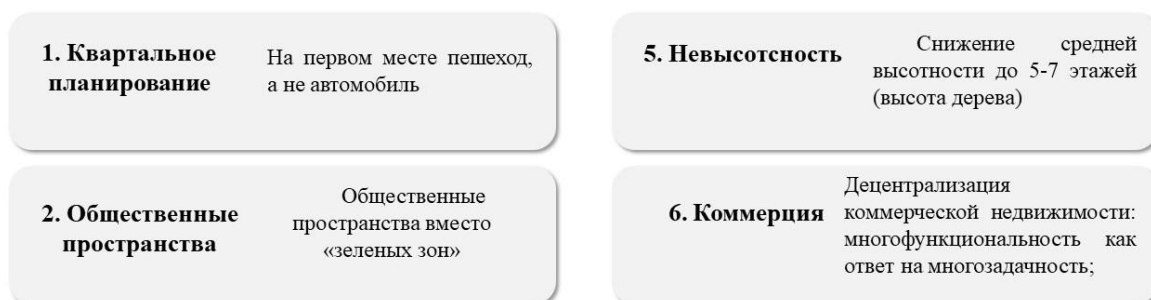 1. Квартальное
планирование
На первом месте пешеход,
а не автомобиль
2. Общественные
пространства
Общественные
пространства вместо
«зеленых зон»
5. Невысотсность
Снижение средней
высотности до 5-7 этажей
(высота дерева)
6. Коммерция
Децентрализация
коммерческой недвижимости:
многофункциональность как
ответ на многозадачность;